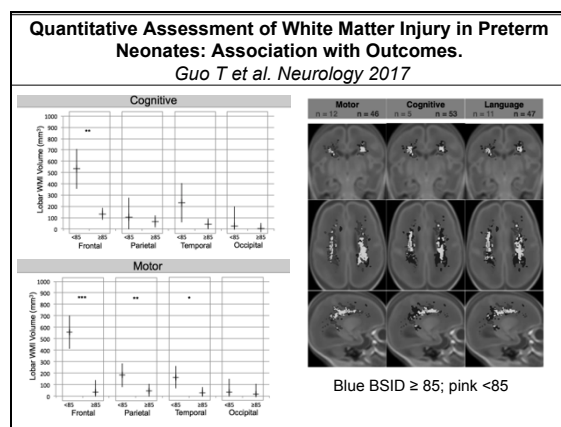 Quantitative Assessment of White Matter Injury in Preterm
Neonates: Association with Outcomes.
Guo T et al. Neurology 2017
Cognitive
Lobar WMI Volume (mm³)
1000
900
800
700
600
500
400
300
200
100
0
**
<85 ≥85 <85 ≥85 <85 ≥85 <85 ≥85
Frontal Parietal Temporal Occipital
Motor
Lobar WMI Volume (mm³)
1000
900
800
700
600
500
400
300
200
100
0
*** ** *
<85 ≥85 <85 ≥85 <85 ≥85 <85 ≥85
Frontal Parietal Temporal Occipital
Motor Cognitive Language
n = 12 n = 46 n = 5 n = 53 n = 11 n = 47
Blue BSID ≥ 85; pink <85